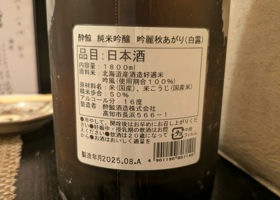 酔鯨 純米吟醸 吟麗秋あがり(白露)
品目:日本酒
内容量:1800ml
原料米:北海道産酒造好適米
吟風(使用割合100%)
原材料名:米(国産)、米こうじ(国産米)
精米歩合:50%
アルコール分 16度
製造者:酔鯨酒造株式会社
高知市長浜566-1
製造年月2025.08.A